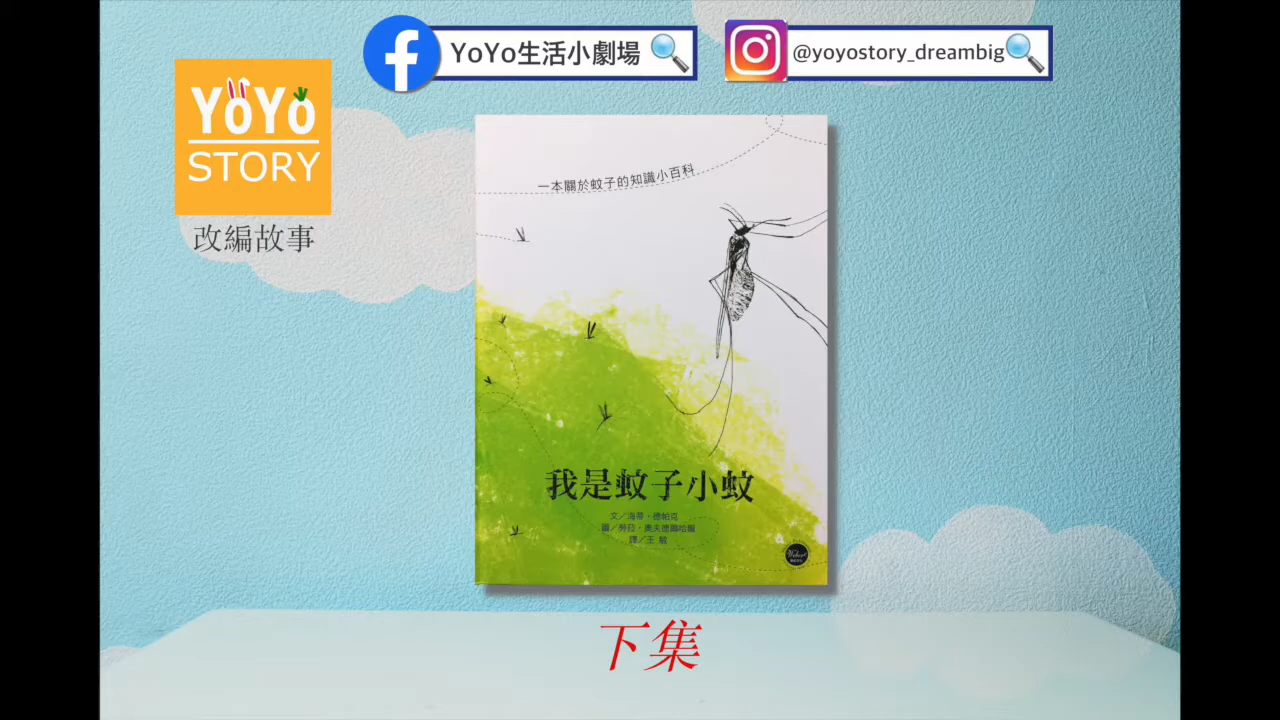 YoYo生活小劇場
@yoyostory_dreambig
YoYo
STORY
改編故事
一本關於蚊子的知識小百科
我是蚊子小蚊
文／海蒂・德帕克
譯／王 敏
下集